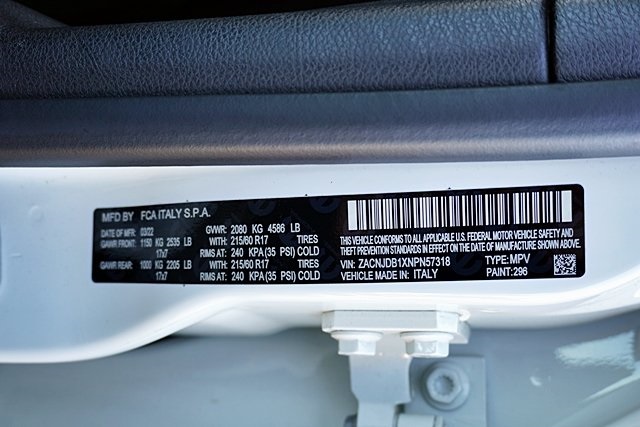 MFD BY FCA ITALY S.P.A.
DATE OF MFR: 03/22 GWWR: 2080 KG 4586 LB
GAWR FRONT: 1150 KG 2535 LB WITH: 215/60 R17 TIRES
17x7 RIMS AT: 240 KPA (35 PSI) COLD
GAWR REAR: 1000 KG 2205 LB WITH: 215/60 R17 TIRES
17x7 RIMS AT: 240 KPA (35 PSI) COLD
THIS VEHICLE CONFORMS TO ALL APPLICABLE U.S. FEDERAL MOTOR VEHICLE SAFETY AND
THEFT PREVENTION STANDARDS IN EFFECT ON THE DATE OF MANUFACTURE SHOWN ABOVE
VIN: ZACNJDB1XNPN57318 TYPE: MPV
VEHICLE MADE IN: ITALY PAINT: 296